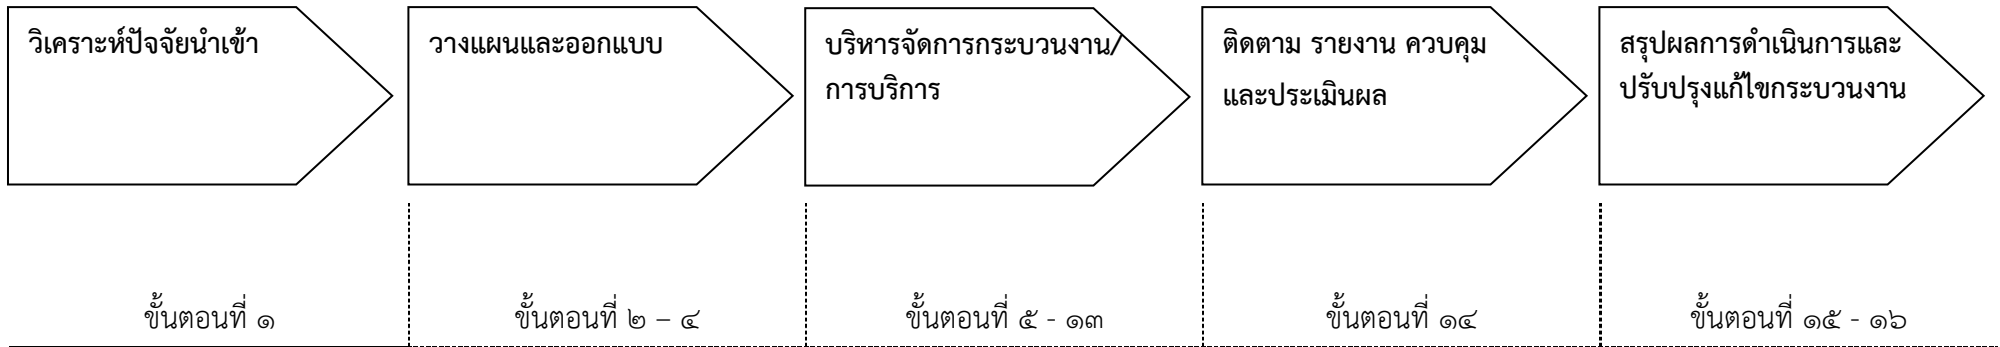 วิเคราะห์ปัจจัยนำเข้า
วางแผนและออกแบบ
บริหารจัดการกระบวนงาน/
การบริการ
ติดตาม รายงาน ควบคุม
และประเมินผล
สรุปผลการดำเนินการและ
ปรับปรุงแก้ไขกระบวนงาน
ขั้นตอนที่ ๑
ขั้นตอนที่ ๒ – ๔
ขั้นตอนที่ ๕ - ๑๓
ขั้นตอนที่ ๑๔
ขั้นตอนที่ ๑๕ - ๑๖